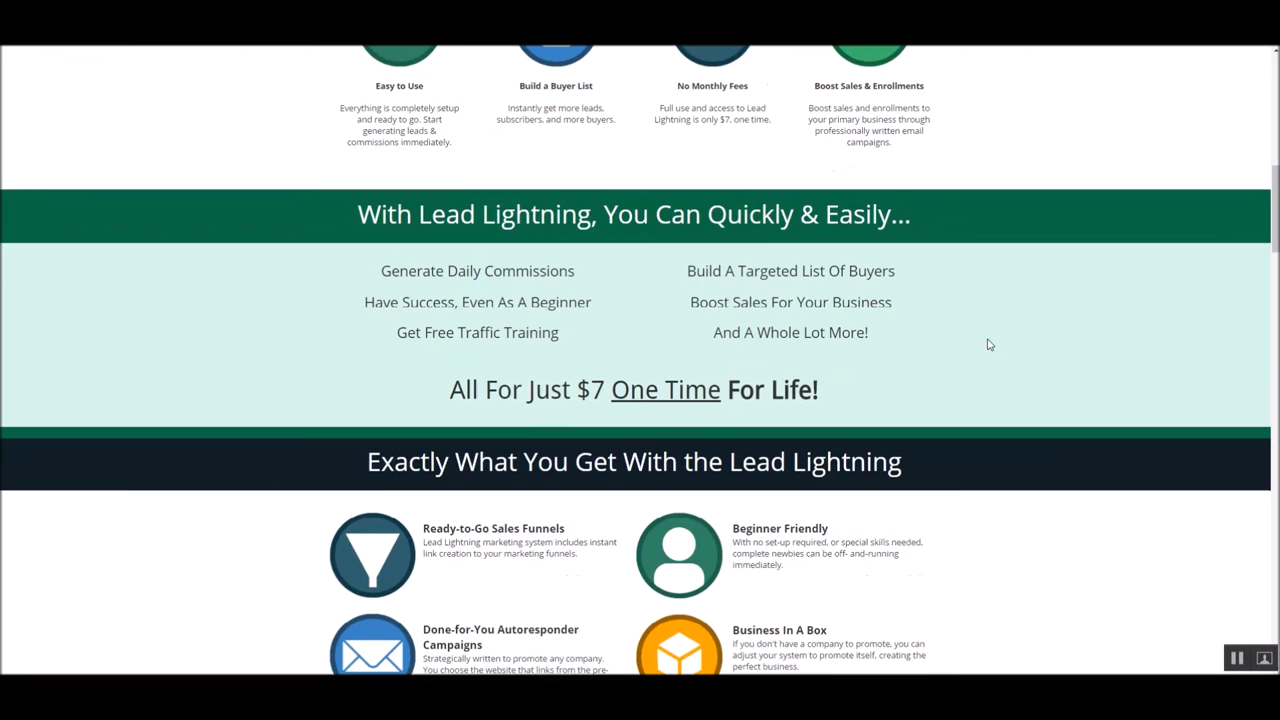 Easy to Use
Everything is completely setup
and ready to go. Start
generating leads &
commissions immediately.
Build a Buyer List
Instantly get more leads,
subscribers, and more buyers.
No Monthly Fees
Full use and access to Lead
Lightning is only $7, one time.
Boost Sales & Enrollments
Boost sales and enrollments to
your primary business through
professionally written email
campaigns.
With Lead Lightning, You Can Quickly & Easily...
Generate Daily Commissions
Have Success, Even As A Beginner
Get Free Traffic Training
Build A Targeted List Of Buyers
Boost Sales For Your Business
And A Whole Lot More!
All For Just $7 One Time For Life!
Exactly What You Get With the Lead Lightning
Ready-to-Go Sales Funnels
Lead Lightning marketing system includes instant
link creation to your marketing funnels.
Beginner Friendly
With no set-up required, or special skills needed,
complete newbies can be off- and-running
immediately.
Done-for-You Autoresponder
Campaigns
Strategically written to promote any company.
You choose the website that links from the pre-
Business In A Box
If you don't have a company to promote, you can
adjust your system to promote itself, creating the
perfect business.